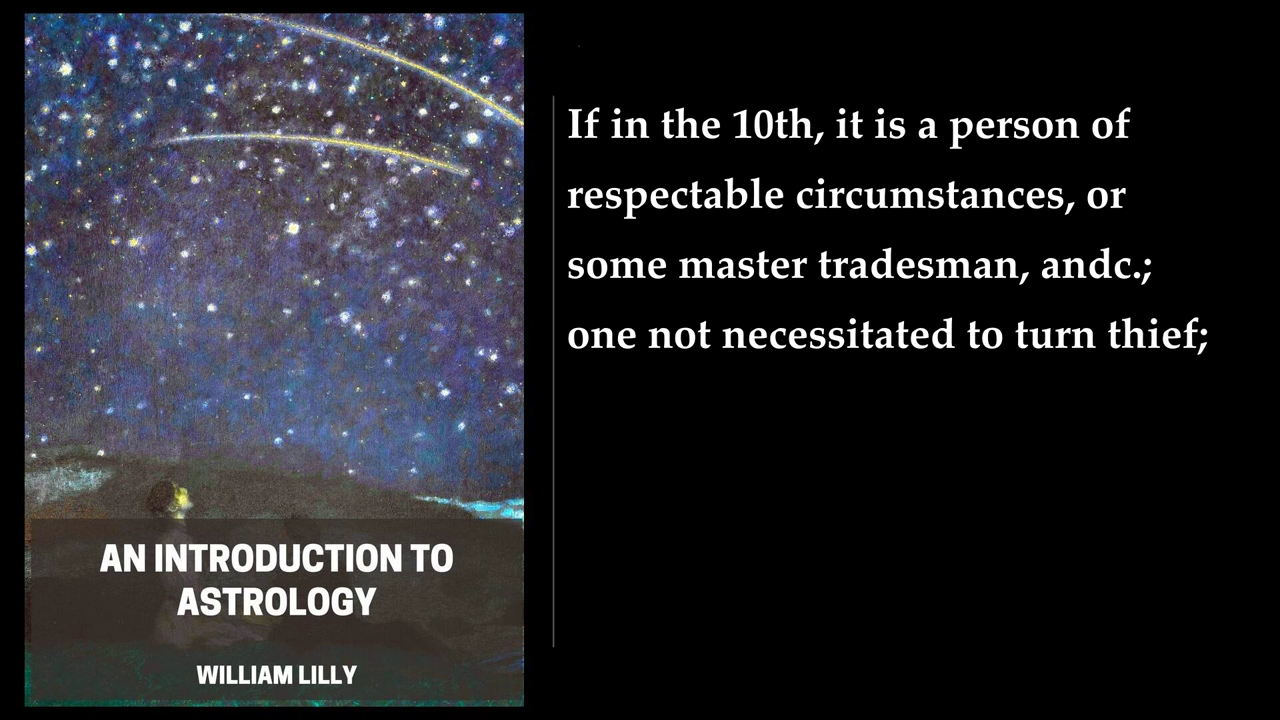 AN INTRODUCTION TO
ASTROLOGY
WILLIAM LILLY
If in the 10th, it is a person of
respectable circumstances, or
some master tradesman, andc.;
one not necessitated to turn thief;